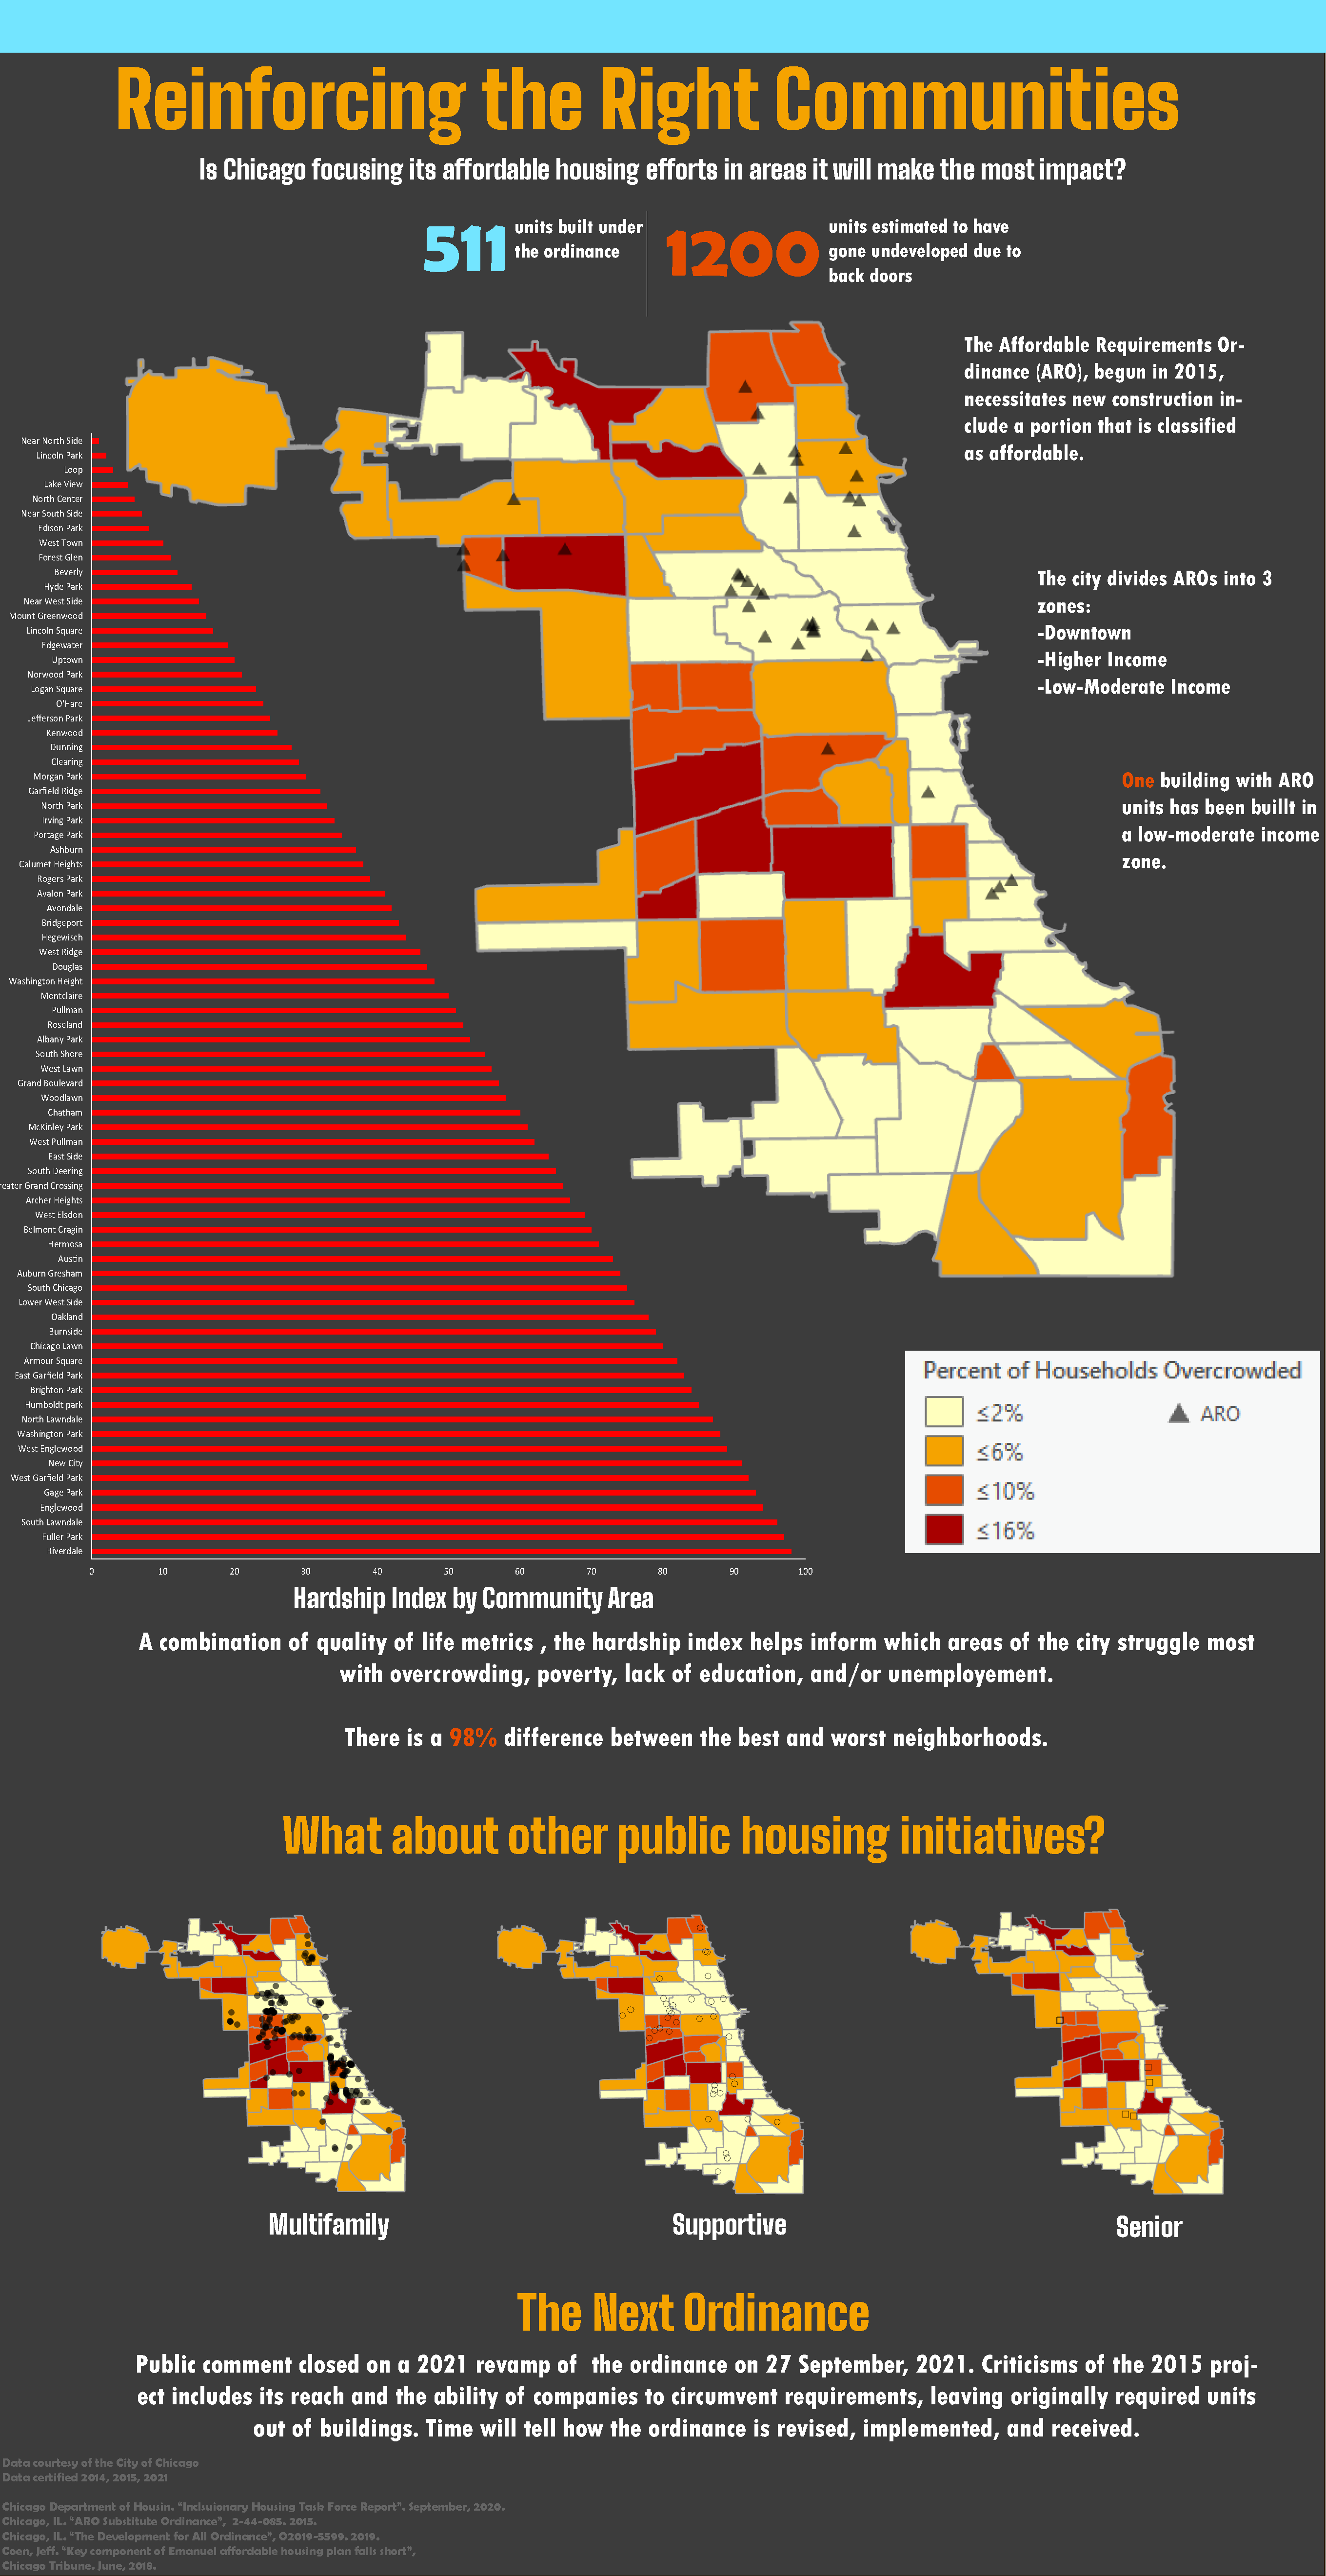 Reinforcing the Right Communities
Is Chicago focusing its affordable housing efforts in areas it will make the most impact?
511
units built under
the ordinance
1200
units estimated to have
gone undeveloped due to
back doors
The Affordable Requirements Or-
dinance (ARO), begun in 2015,
necessitates new construction in-
clude a portion that is classified
as affordable.
The city divides AROs into 3
zones:
-Downtown
-Higher Income
-Low-Moderate Income
One building with ARO
units has been buillt in
a low-moderate income
zone.
Near North Side
Lincoln Park
Loop
Lake View
North Center
Near South Side
Edison Park
West Town
Forest Glen
Beverly
Hyde Park
Near West Side
Mount Greenwood
Lincoln Square
Edgewater
Uptown
Norwood Park
Logan Square
O'Hare
Jefferson Park
Kenwood
Dunning
Clearing
Morgan Park
Garfield Ridge
North Park
Irving Park
Portage Park
Ashburn
Calumet Heights
Rogers Park
Avalon Park
Avondale
Bridgeport
Hegewisch
West Ridge
Douglas
Washington Height
Montclaire
Pullman
Roseland
Albany Park
South Shore
West Lawn
Grand Boulevard
Woodlawn
Chatham
McKinley Park
West Pullman
East Side
South Deering
reater Grand Crossing
Archer Heights
West Elsdon
Belmont Cragin
Hermosa
Austin
Auburn Gresham
South Chicago
Lower West Side
Oakland
Burnside
Chicago Lawn
Armour Square
East Garfield Park
Brighton Park
Humboldt park
North Lawndale
Washington Park
West Englewood
New City
West Garfield Park
Gage Park
Englewood
South Lawndale
Fuller Park
Riverdale
0 10 20 30 40 50 60 70 80 90 100
Hardship Index by Community Area
Percent of Households Overcrowded
≤2%
ARO
≤6%
≤10%
≤16%
A combination of quality of life metrics , the hardship index helps inform which areas of the city struggle most
with overcrowding, poverty, lack of education, and/or unemployement.
There is a 98% difference between the best and worst neighborhoods.
What about other public housing initiatives?
Multifamily
Supportive
Senior
The Next Ordinance
Public comment closed on a 2021 revamp of the ordinance on 27 September, 2021. Criticisms of the 2015 proj-
ect includes its reach and the ability of companies to circumvent requirements, leaving originally required units
out of buildings. Time will tell how the ordinance is revised, implemented, and received.
Data courtesy of the City of Chicago
Data certified 2014, 2015, 2021
Chicago Department of Housin. "Inclsuionary Housing Task Force Report". September, 2020.
Chicago, IL. "ARO Substitute Ordinance", 2-44-085. 2015.
Chicago, IL. "The Development for All Ordinance", O2019-5599. 2019.
Coen, Jeff. "Key component of Emanuel affordable housing plan falls short",
Chicago Tribune. June, 2018.